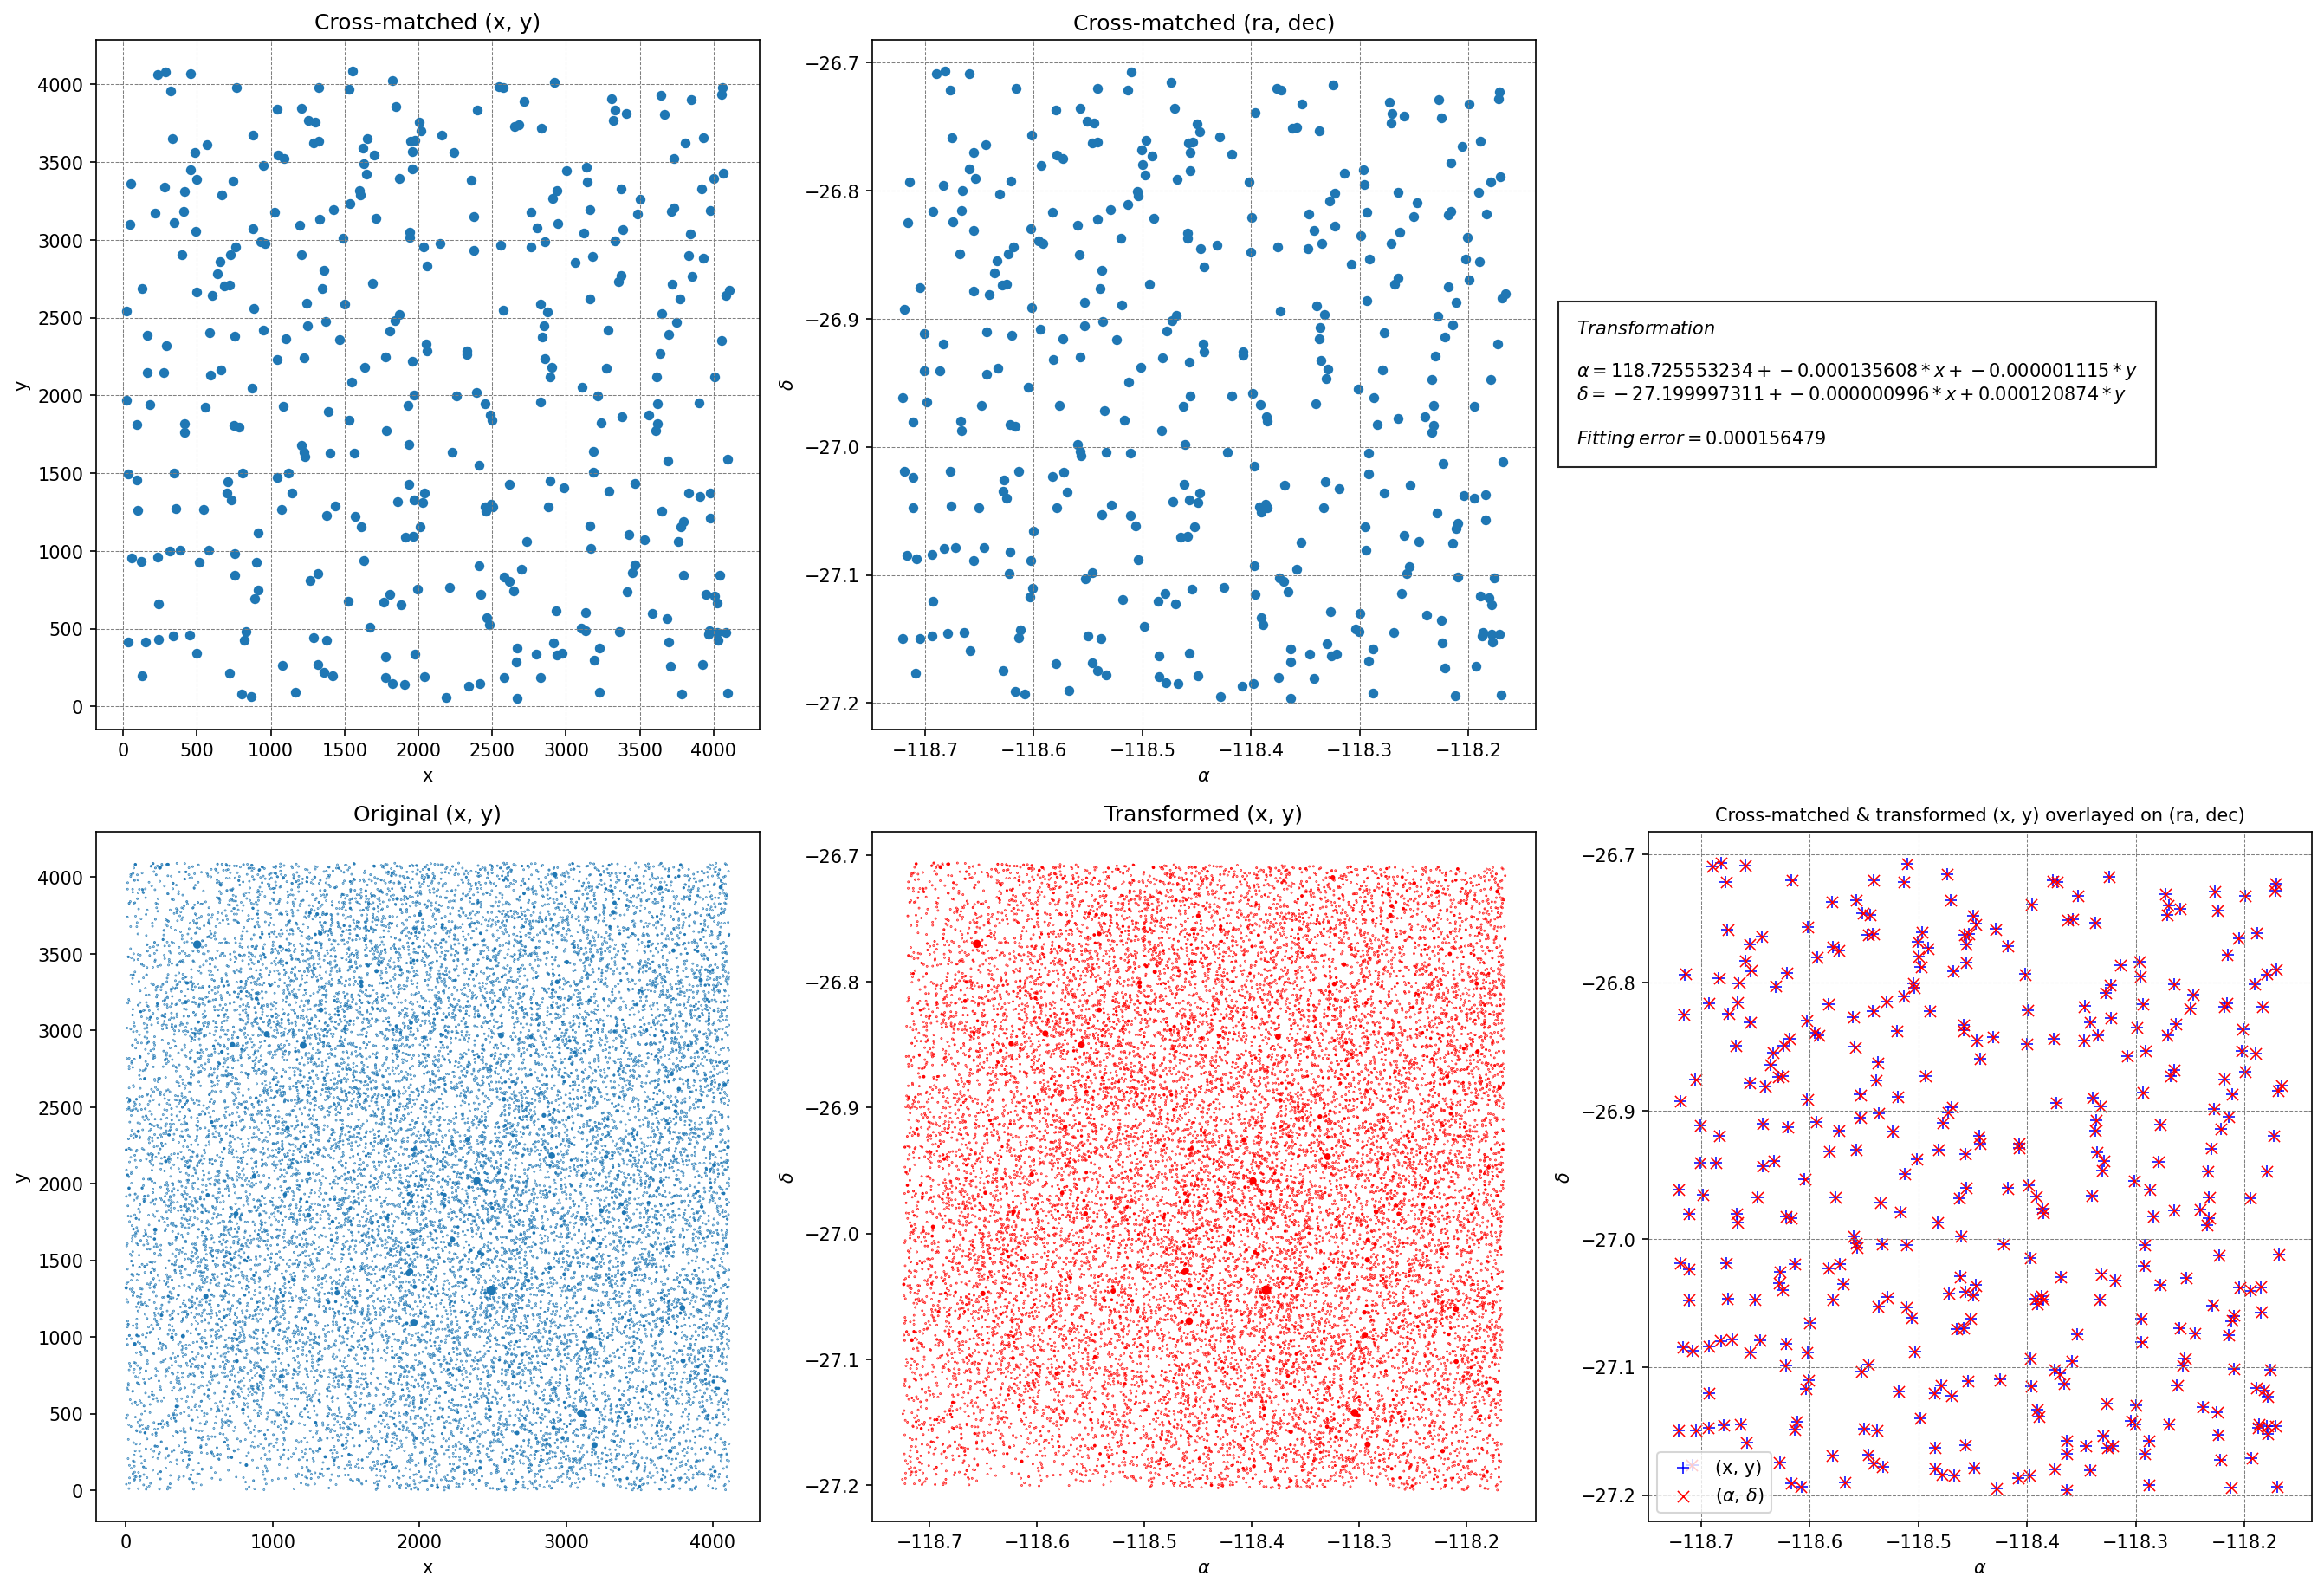 Cross-matched (x, y)
4000
3500
3000
2500
2000
1500
1000
500
0
y
0 500 1000 1500 2000 2500 3000 3500 4000
x
Cross-matched (ra, dec)
−26.7
−26.8
−26.9
−27.0
−27.1
−27.2
δ
−118.7 −118.6 −118.5 −118.4 −118.3 −118.2
α
Transformation
α = 118.725553234 + −0.000135608 * x + −0.000001115 * y
δ = −27.199997311 + −0.000000996 * x + 0.000120874 * y
Fitting error = 0.000156479
Original (x, y)
4000
3500
3000
2500
2000
1500
1000
500
0
y
0 1000 2000 3000 4000
x
Transformed (x, y)
−26.7
−26.8
−26.9
−27.0
−27.1
−27.2
δ
−118.7 −118.6 −118.5 −118.4 −118.3 −118.2
α
Cross-matched & transformed (x, y) overlayed on (ra, dec)
−26.7
−26.8
−26.9
−27.0
−27.1
−27.2
δ
(x, y)
(α, δ)
−118.7 −118.6 −118.5 −118.4 −118.3 −118.2
α